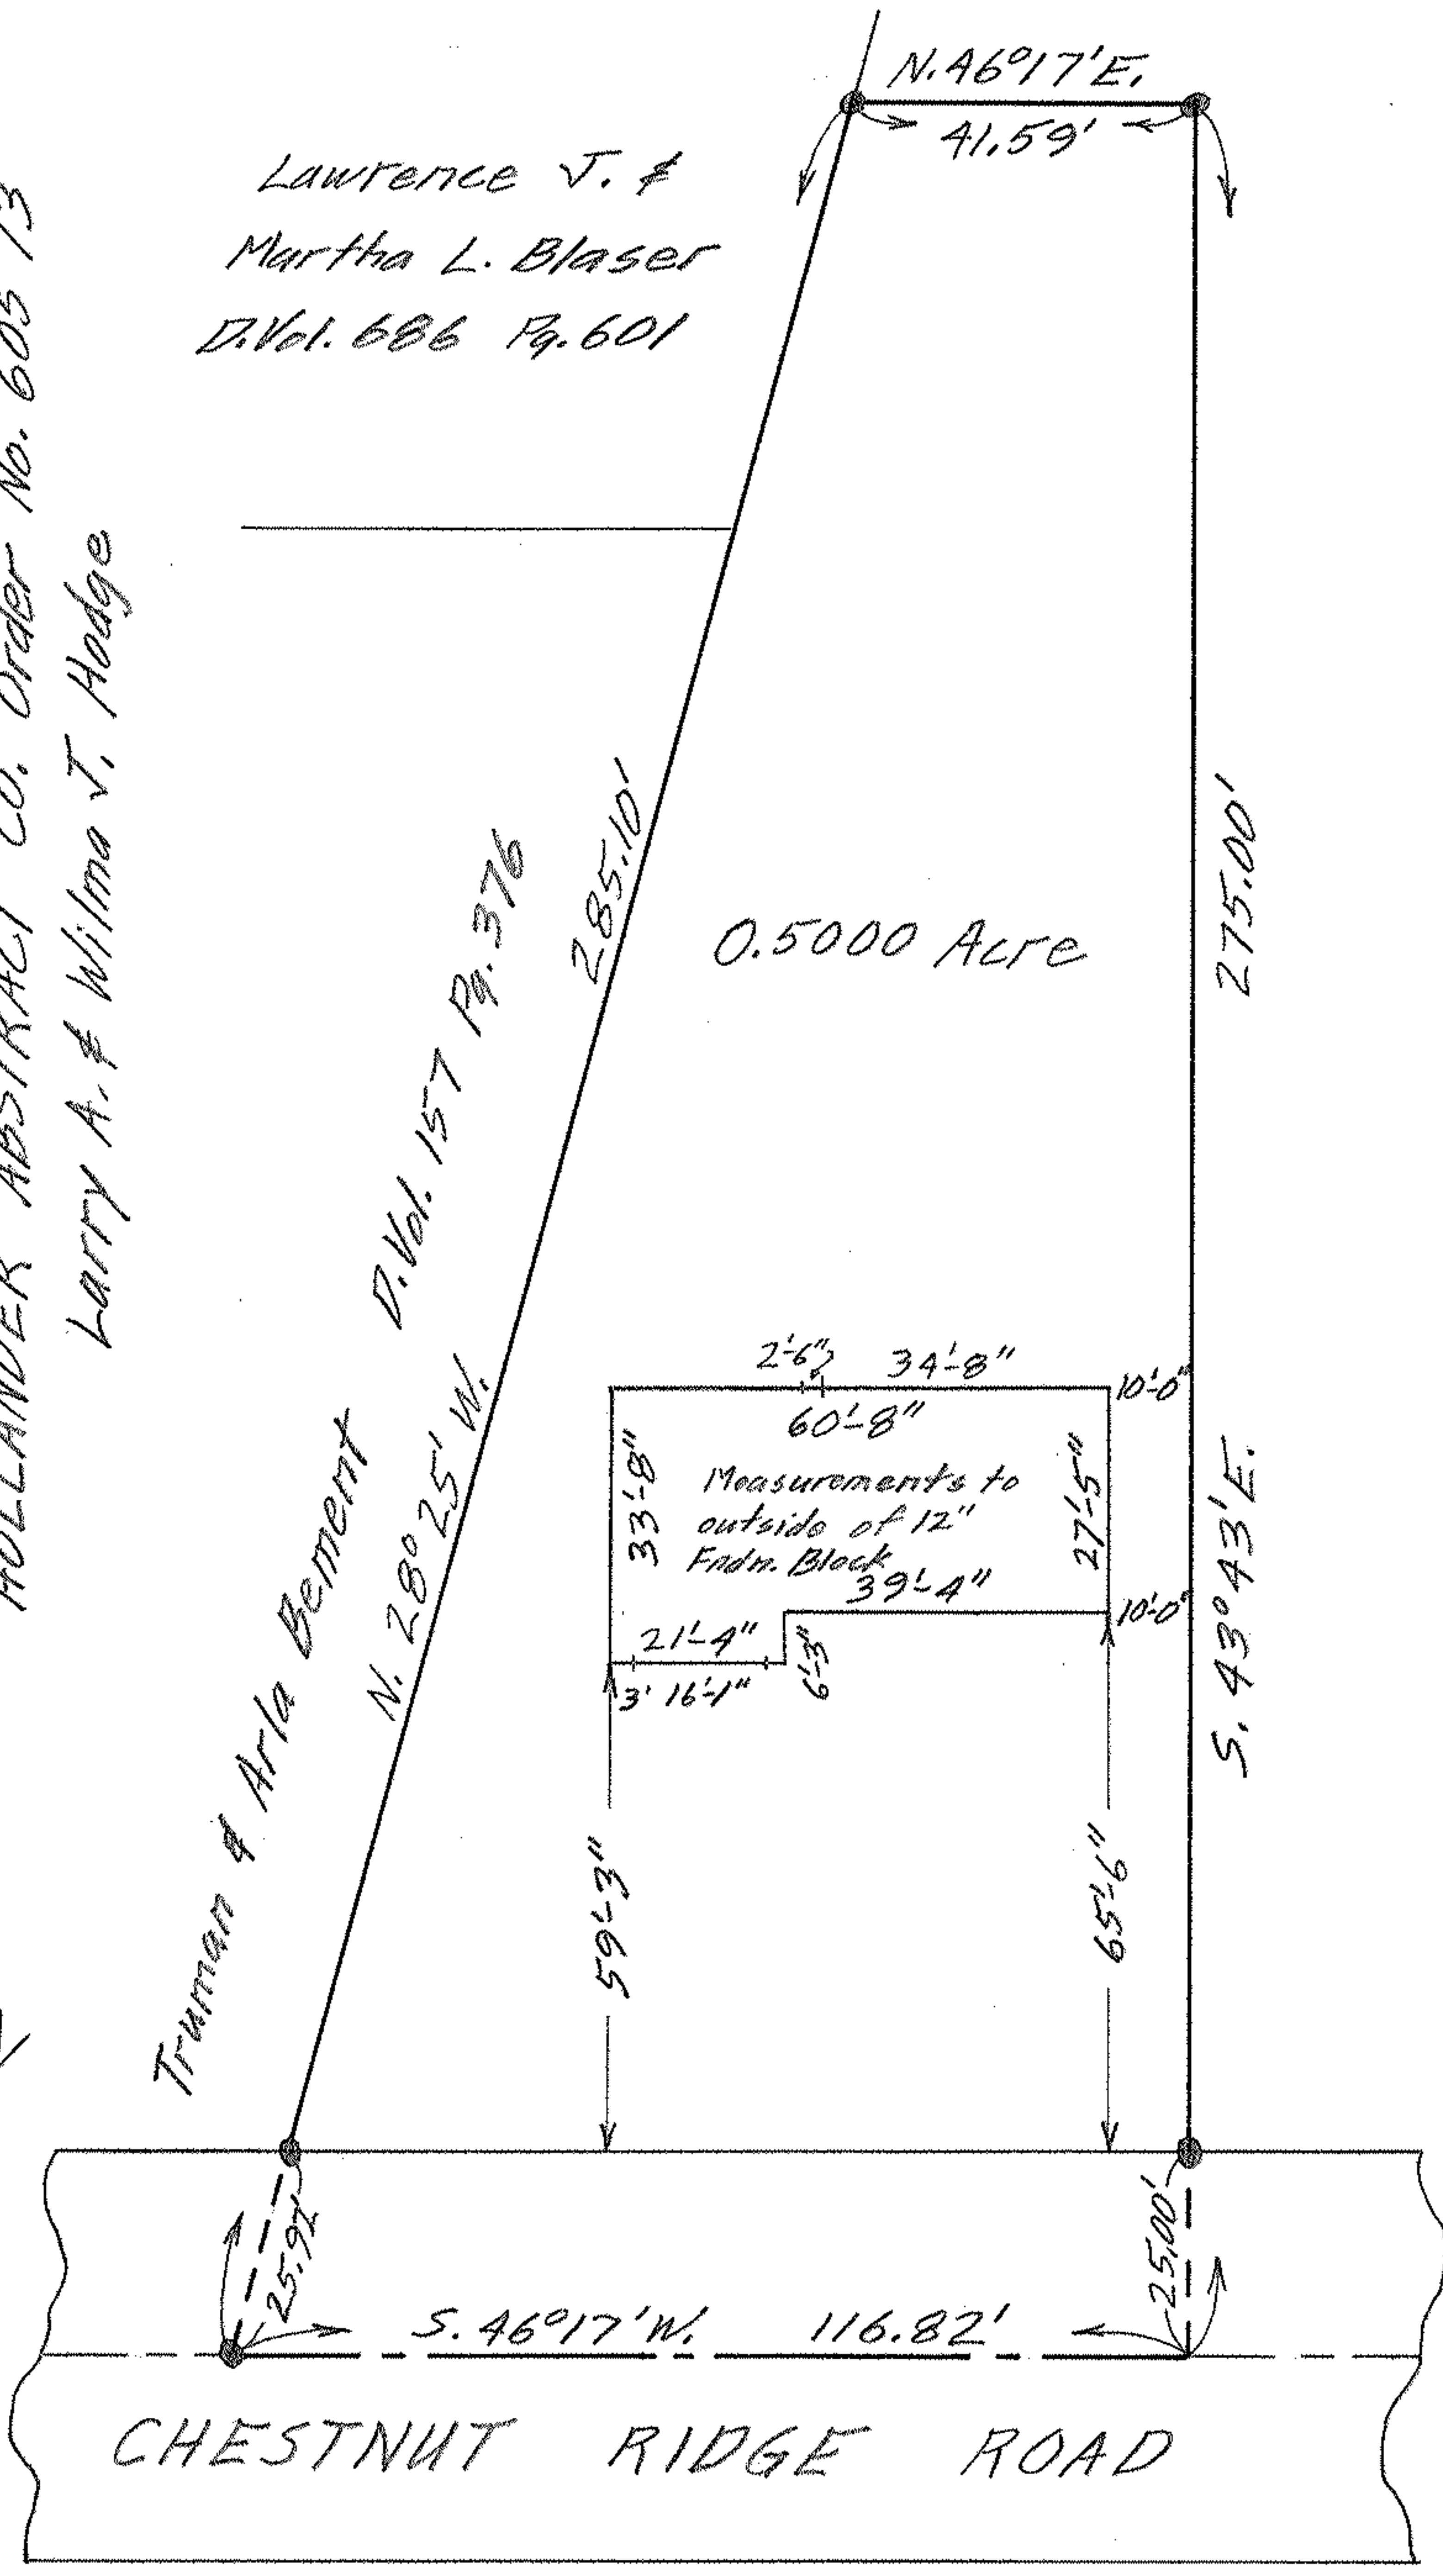 HOLLANDER ABSTRACT CO. Order No. 605 73
Larry A. & Wilma J. Hodge
N. 46°17' E.
41.59'
Lawrence J. &
Martha L. Blaser
D.Vol. 686 Pg. 601
285.10'
275.00'
0.5000 Acre
Truman & Arla Bement D.Vol. 157 Pg. 376
N. 28° 25' W.
S. 43° 43' E.
2'-6"
34'-8"
10'-0"
60'-8"
33'-8"
Measurements to
outside of 12"
Fndn. Block
27'-5"
39'-4"
10'-0"
21'-4"
6'-3"
3' 16'-1"
59'-3"
65'-6"
25.92'
25.00'
S. 46°17' W. 116.82'
CHESTNUT RIDGE ROAD